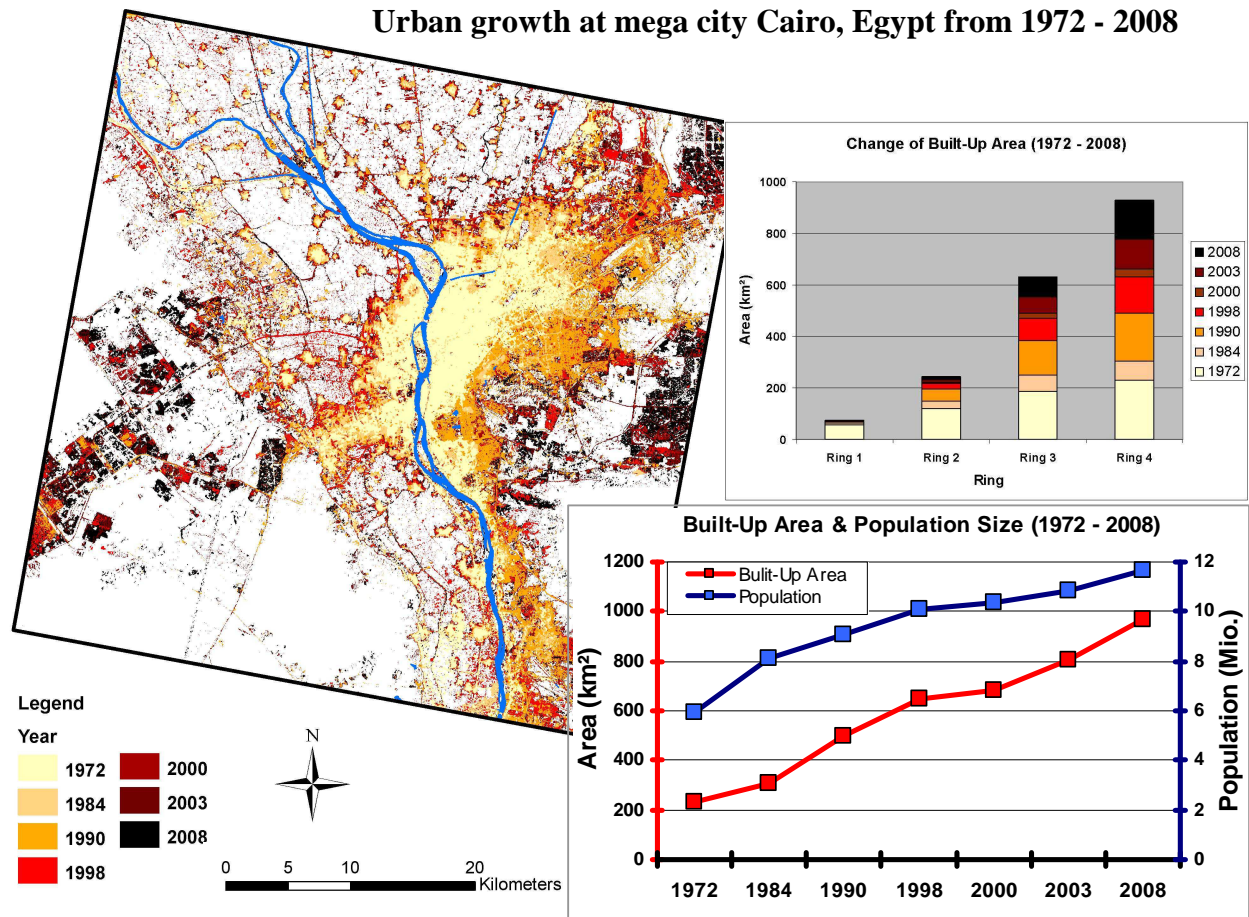 Urban growth at mega city Cairo, Egypt from 1972 - 2008
Change of Built-Up Area (1972 - 2008)
Area (km²)
1000
800
600
400
200
0
Ring 1 Ring 2 Ring 3 Ring 4
Ring
2008
2003
2000
1998
1990
1984
1972
Built-Up Area & Population Size (1972 - 2008)
Bulit-Up Area
Population
Area (km²)
1200
1000
800
600
400
200
0
Population (Mio.)
12
10
8
6
4
2
0
1972 1984 1990 1998 2000 2003 2008
Legend
Year
1972 2000
1984 2003
1990 2008
1998
N
0 5 10 20
Kilometers